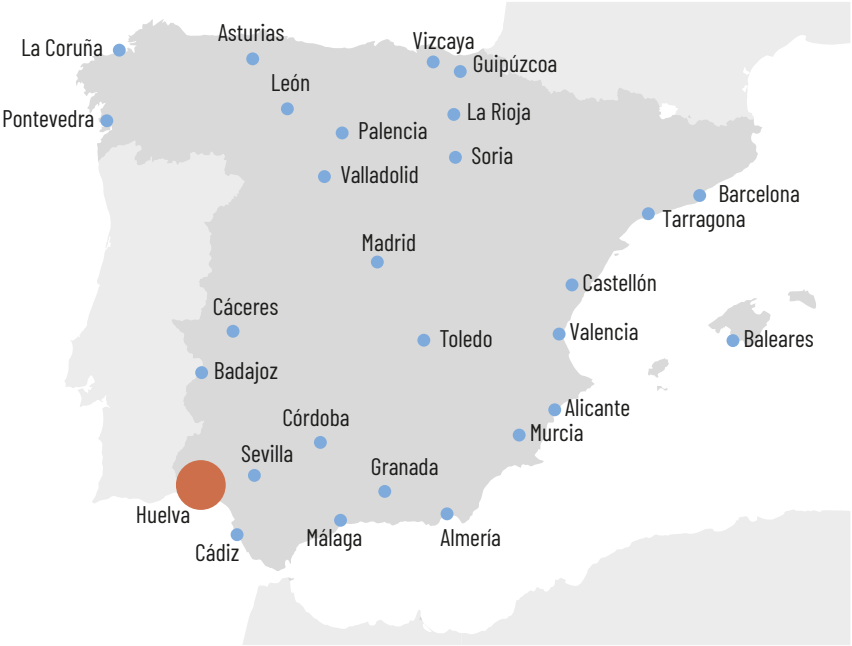 Asturias
Vizcaya
La Coruña
Guipúzcoa
León
La Rioja
Pontevedra
Palencia
Soria
Valladolid
Barcelona
Tarragona
Madrid
Castellón
Cáceres
Valencia
Toledo
Baleares
Badajoz
Alicante
Córdoba
Murcia
Sevilla
Granada
Huelva
Málaga
Almería
Cádiz